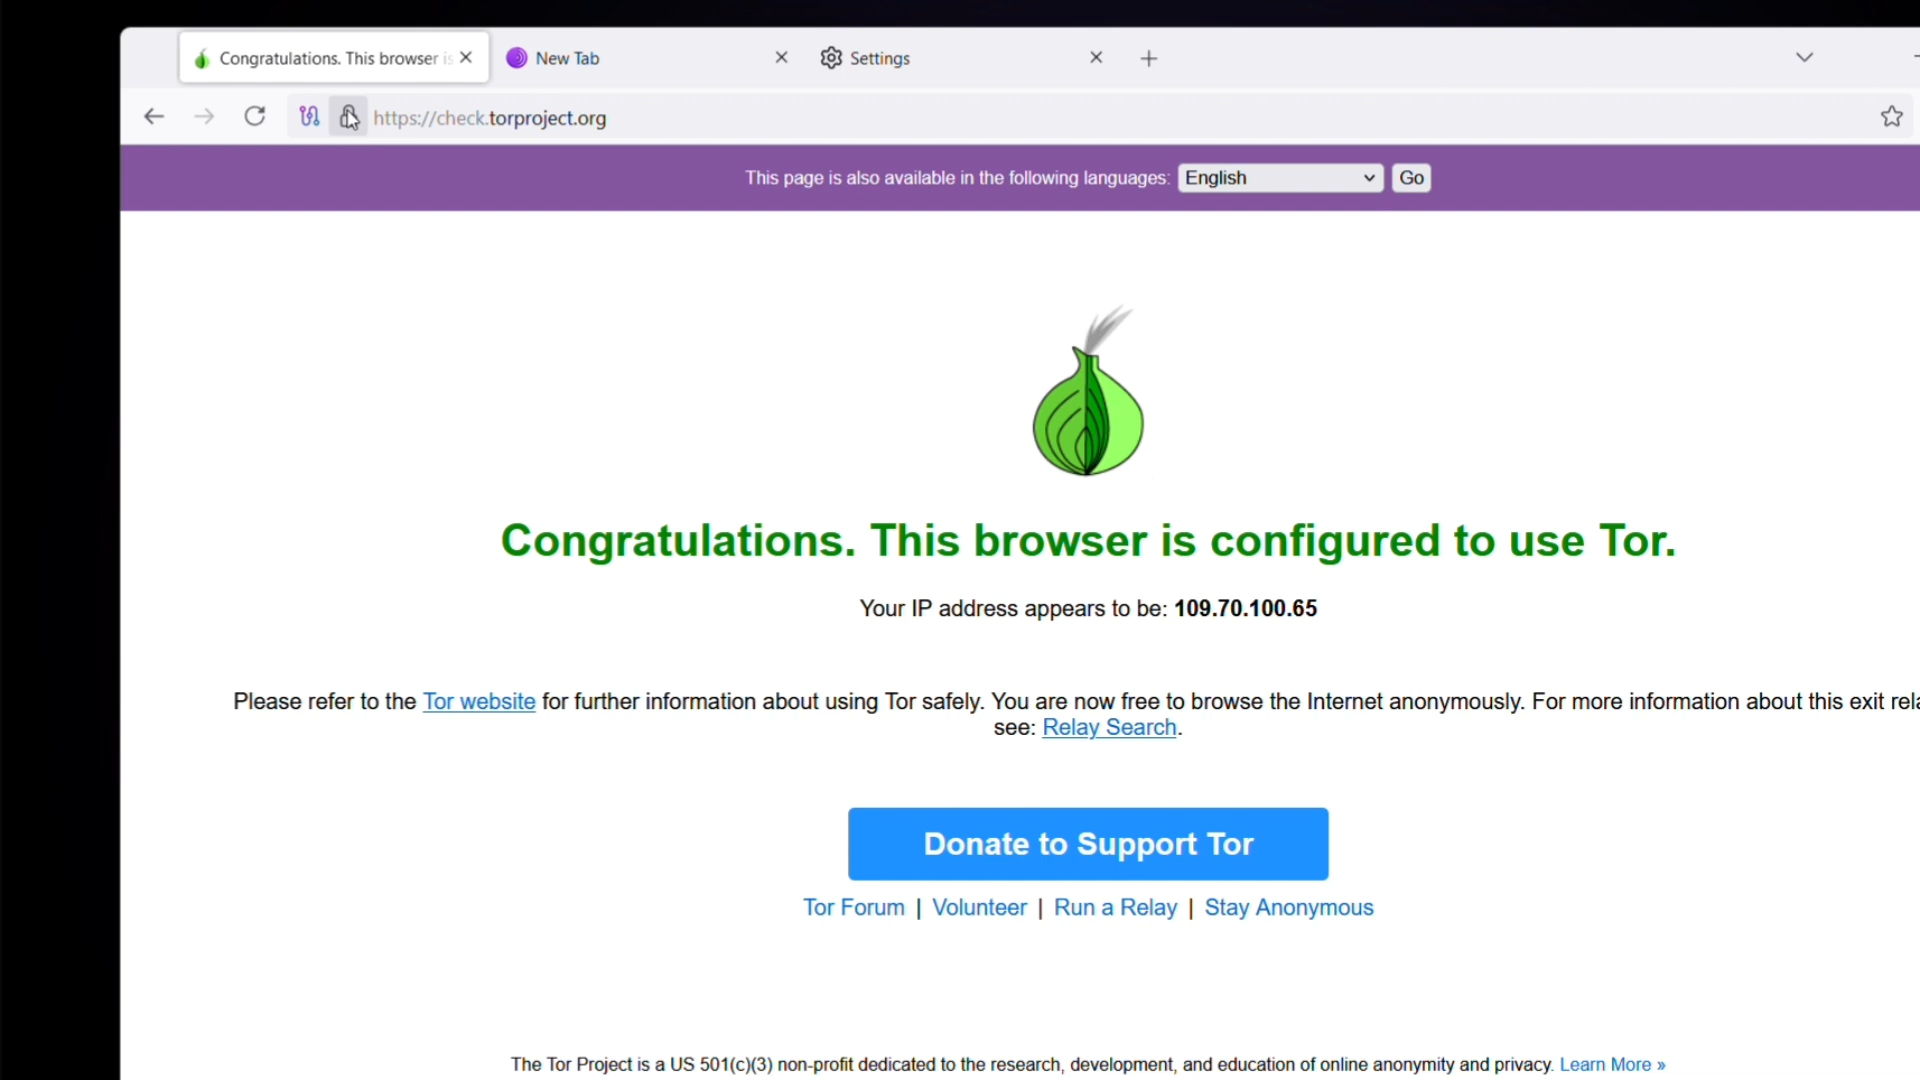 Congratulations. This browser is
New Tab
Settings
https://check.torproject.org
This page is also available in the following languages: English Go
Congratulations. This browser is configured to use Tor.
Your IP address appears to be: 109.70.100.65
Please refer to the Tor website for further information about using Tor safely. You are now free to browse the Internet anonymously. For more information about this exit rela
see: Relay Search.
Donate to Support Tor
Tor Forum | Volunteer | Run a Relay | Stay Anonymous
The Tor Project is a US 501(c)(3) non-profit dedicated to the research, development, and education of online anonymity and privacy. Learn More »